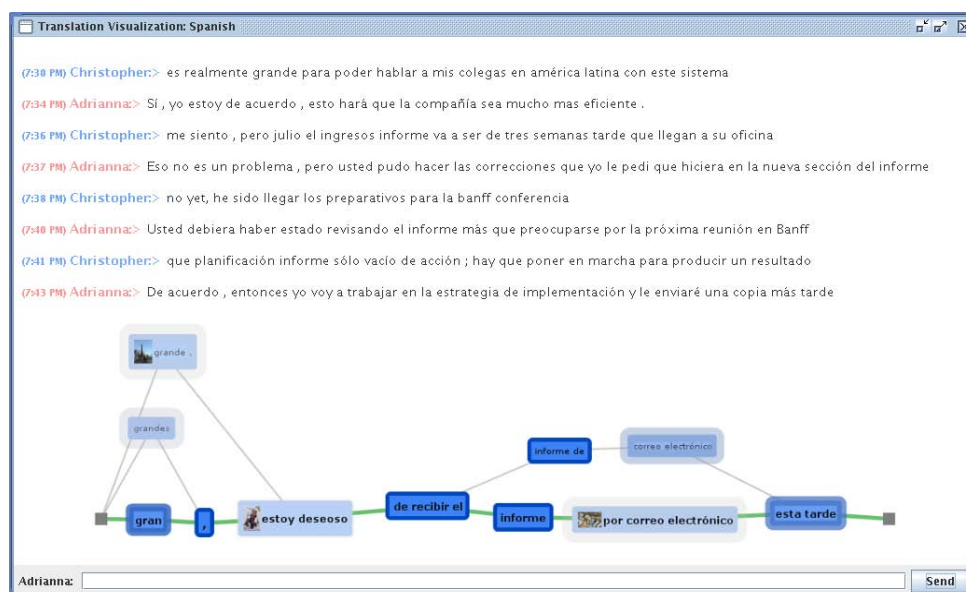 Translation Visualization: Spanish
(7:30 PM) Christopher:> es realmente grande para poder hablar a mis colegas en américa latina con este sistema
(7:34 PM) Adrianna:> Sí , yo estoy de acuerdo , esto hará que la compañía sea mucho mas eficiente .
(7:36 PM) Christopher:> me siento , pero julio el ingresos informe va a ser de tres semanas tarde que llegan a su oficina
(7:37 PM) Adrianna:> Eso no es un problema , pero usted pudo hacer las correcciones que yo le pedi que hiciera en la nueva sección del informe
(7:38 PM) Christopher:> no yet, he sido llegar los preparativos para la banff conferencia
(7:40 PM) Adrianna:> Usted debiera haber estado revisando el informe más que preocuparse por la próxima reunión en Banff
(7:41 PM) Christopher:> que planificación informe sólo vacío de acción ; hay que poner en marcha para producir un resultado
(7:43 PM) Adrianna:> De acuerdo , entonces yo voy a trabajar en la estrategia de implementación y le enviaré una copia más tarde
grande .
grandes
informe de
correo electrónico
gran
,
estoy deseoso
de recibir el
informe
por correo electrónico
esta tarde
Adrianna:
Send